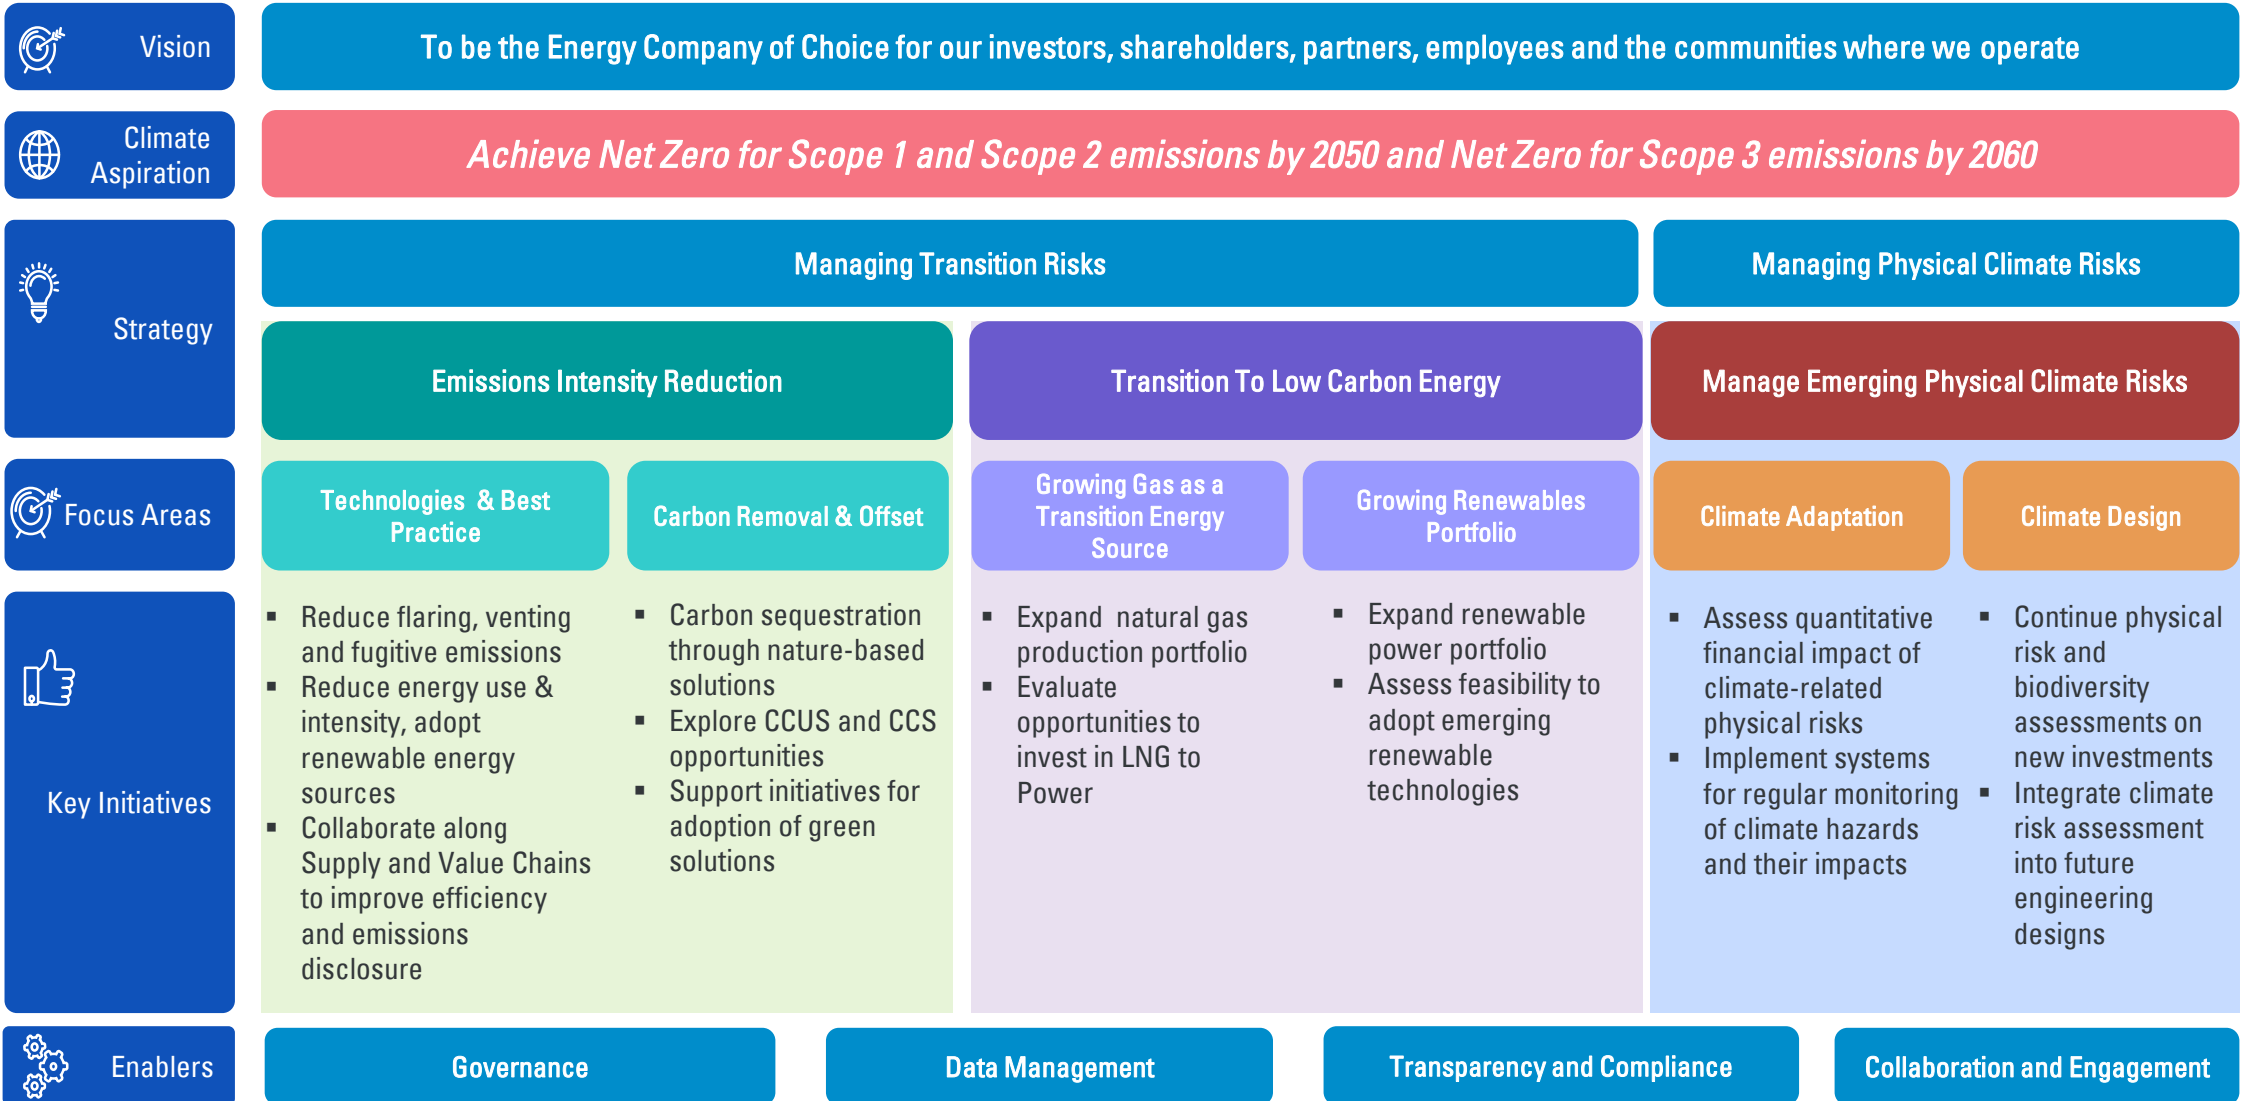 Vision
To be the Energy Company of Choice for our investors, shareholders, partners, employees and the communities where we operate
Climate
Aspiration
Achieve Net Zero for Scope 1 and Scope 2 emissions by 2050 and Net Zero for Scope 3 emissions by 2060
Strategy
Managing Transition Risks
Managing Physical Climate Risks
Emissions Intensity Reduction
Transition To Low Carbon Energy
Manage Emerging Physical Climate Risks
Focus Areas
Technologies & Best
Practice
Carbon Removal & Offset
Growing Gas as a
Transition Energy
Source
Growing Renewables
Portfolio
Climate Adaptation
Climate Design
Key Initiatives
▪ Reduce flaring, venting
and fugitive emissions
▪ Reduce energy use &
intensity, adopt
renewable energy
sources
▪ Collaborate along
Supply and Value Chains
to improve efficiency
and emissions
disclosure
▪ Carbon sequestration
through nature-based
solutions
▪ Explore CCUS and CCS
opportunities
▪ Support initiatives for
adoption of green
solutions
▪ Expand natural gas
production portfolio
▪ Evaluate
opportunities to
invest in LNG to
Power
▪ Expand renewable
power portfolio
▪ Assess feasibility to
adopt emerging
renewable
technologies
▪ Assess quantitative
financial impact of
climate-related
physical risks
▪ Implement systems
for regular monitoring
of climate hazards
and their impacts
▪ Continue physical
risk and
biodiversity
assessments on
new investments
▪ Integrate climate
risk assessment
into future
engineering
designs
Enablers
Governance
Data Management
Transparency and Compliance
Collaboration and Engagement